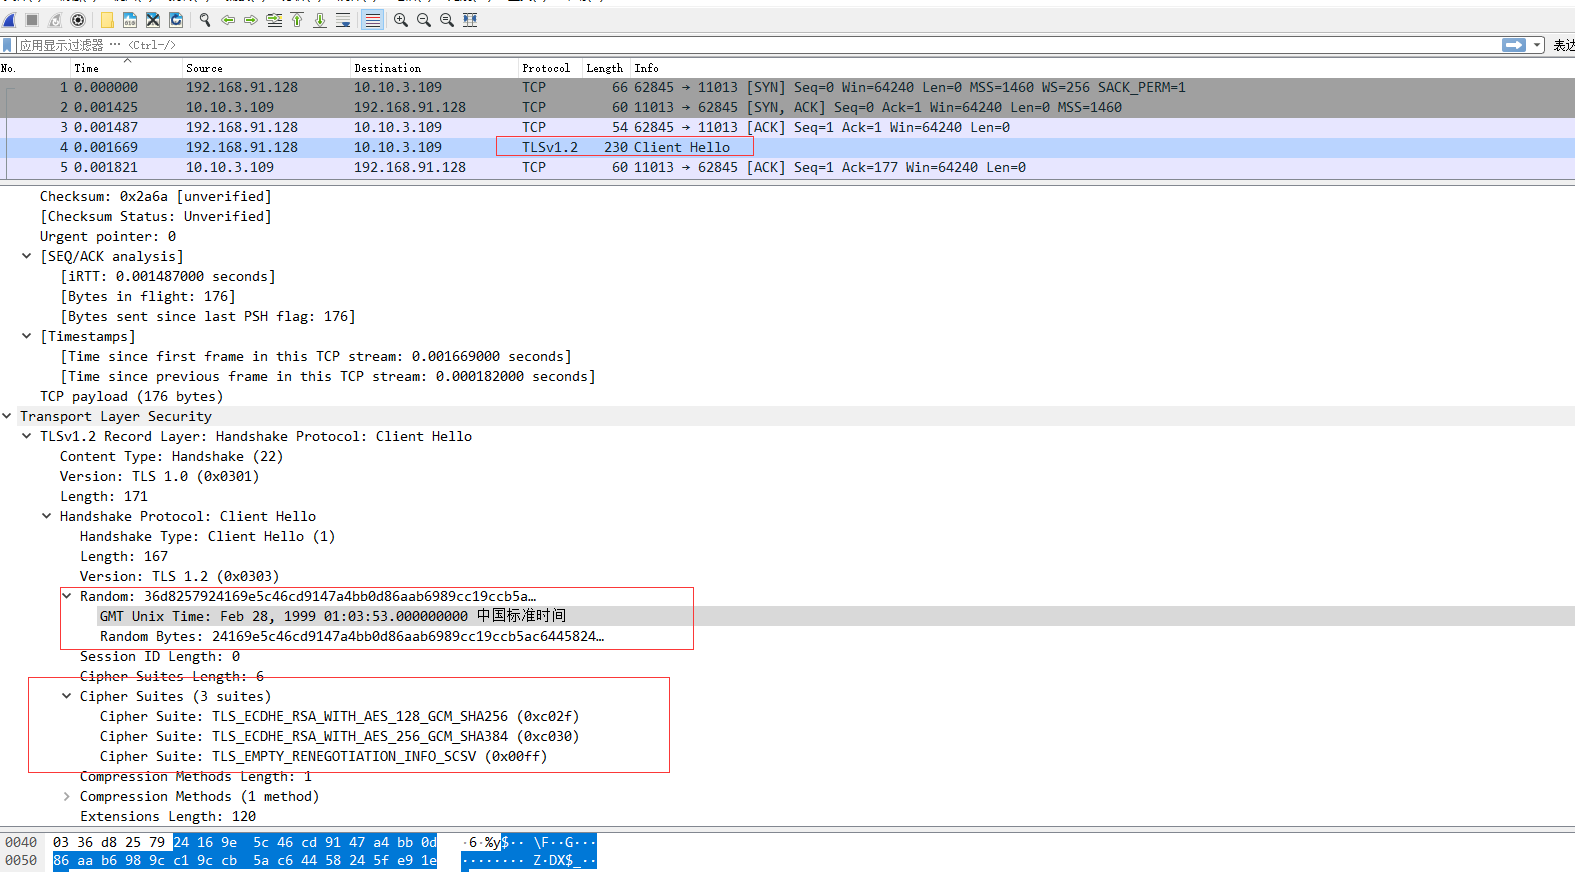 应用显示过滤器 ··· <Ctrl-/>
表达
No. Time Source Destination Protocol Length Info
1 0.000000 192.168.91.128 10.10.3.109 TCP 66 62845 → 11013 [SYN] Seq=0 Win=64240 Len=0 MSS=1460 WS=256 SACK_PERM=1
2 0.001425 10.10.3.109 192.168.91.128 TCP 60 11013 → 62845 [SYN, ACK] Seq=0 Ack=1 Win=64240 Len=0 MSS=1460
3 0.001487 192.168.91.128 10.10.3.109 TCP 54 62845 → 11013 [ACK] Seq=1 Ack=1 Win=64240 Len=0
4 0.001669 192.168.91.128 10.10.3.109 TLSv1.2 230 Client Hello
5 0.001821 10.10.3.109 192.168.91.128 TCP 60 11013 → 62845 [ACK] Seq=1 Ack=177 Win=64240 Len=0
Checksum: 0x2a6a [unverified]
[Checksum Status: Unverified]
Urgent pointer: 0
[SEQ/ACK analysis]
[iRTT: 0.001487000 seconds]
[Bytes in flight: 176]
[Bytes sent since last PSH flag: 176]
[Timestamps]
[Time since first frame in this TCP stream: 0.001669000 seconds]
[Time since previous frame in this TCP stream: 0.000182000 seconds]
TCP payload (176 bytes)
Transport Layer Security
TLSv1.2 Record Layer: Handshake Protocol: Client Hello
Content Type: Handshake (22)
Version: TLS 1.0 (0x0301)
Length: 171
Handshake Protocol: Client Hello
Handshake Type: Client Hello (1)
Length: 167
Version: TLS 1.2 (0x0303)
Random: 36d8257924169e5c46cd9147a4bb0d86aab6989cc19ccb5a…
GMT Unix Time: Feb 28, 1999 01:03:53.000000000 中国标准时间
Random Bytes: 24169e5c46cd9147a4bb0d86aab6989cc19ccb5ac6445824…
Session ID Length: 0
Cipher Suites Length: 6
Cipher Suites (3 suites)
Cipher Suite: TLS_ECDHE_RSA_WITH_AES_128_GCM_SHA256 (0xc02f)
Cipher Suite: TLS_ECDHE_RSA_WITH_AES_256_GCM_SHA384 (0xc030)
Cipher Suite: TLS_EMPTY_RENEGOTIATION_INFO_SCSV (0x00ff)
Compression Methods Length: 1
Compression Methods (1 method)
Extensions Length: 120
0040 03 36 d8 25 79 24 16 9e 5c 46 cd 91 47 a4 bb 0d ·6·%y$·· \F··G···
0050 86 aa b6 98 9c c1 9c cb 5a c6 44 58 24 5f e9 1e ········ Z·DX$_··